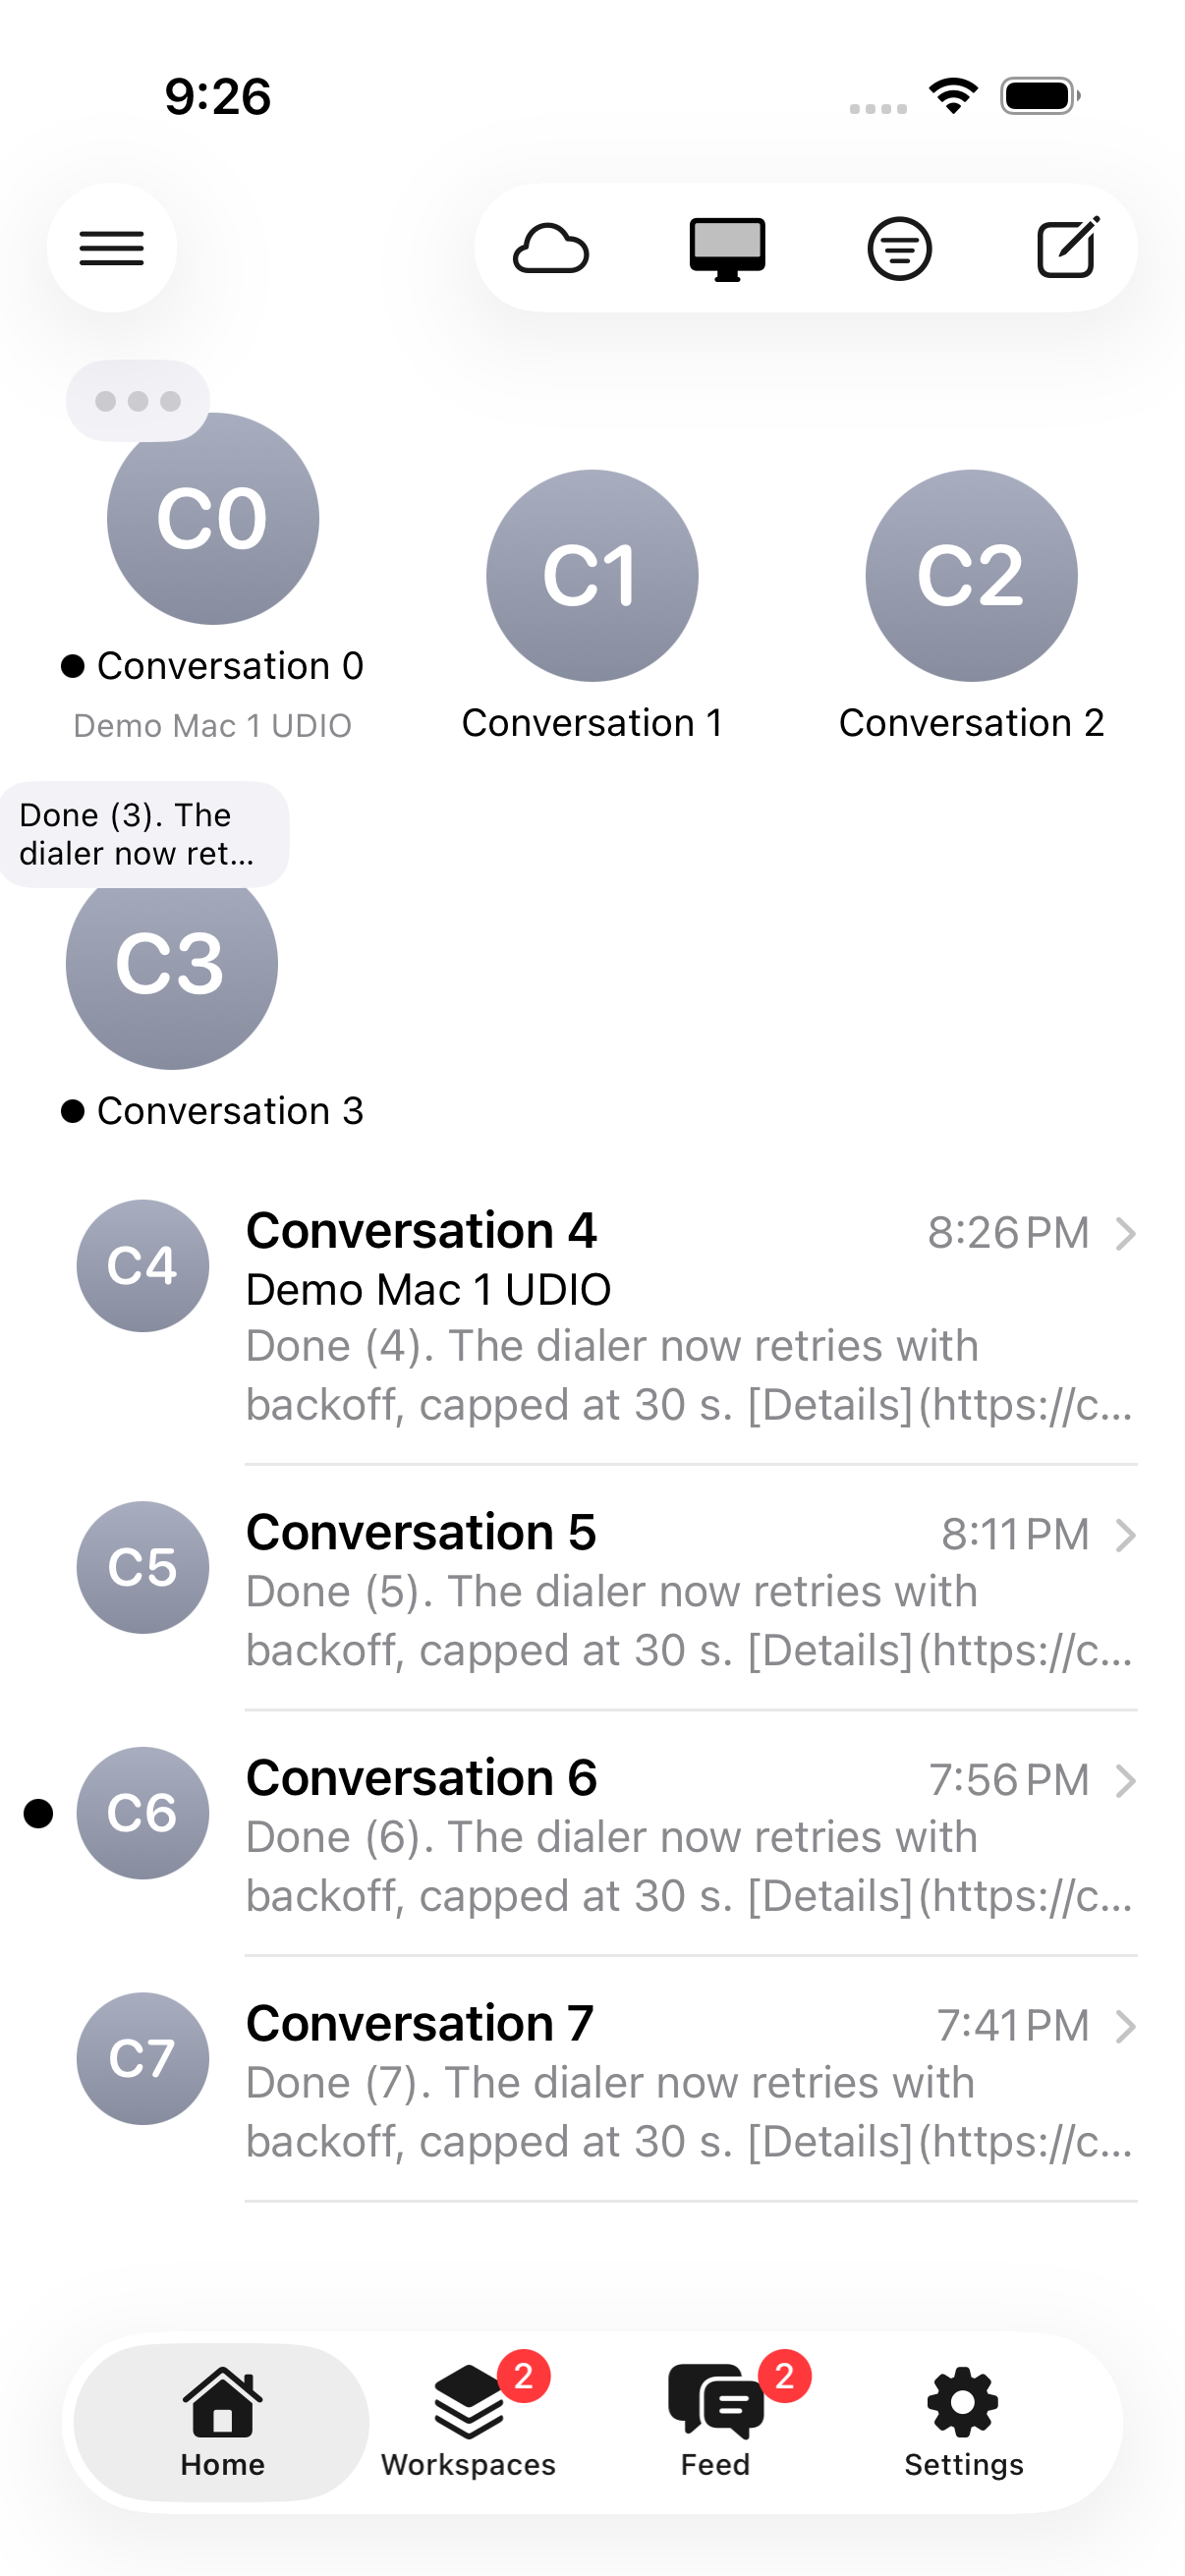 9:26
C0
C1
C2
Conversation 0
Demo Mac 1 UDIO
Conversation 1
Conversation 2
Done (3). The
dialer now ret...
C3
Conversation 3
C4
Conversation 4
8:26 PM
Demo Mac 1 UDIO
Done (4). The dialer now retries with
backoff, capped at 30 s. [Details](https://c...
C5
Conversation 5
8:11 PM
Done (5). The dialer now retries with
backoff, capped at 30 s. [Details](https://c...
C6
Conversation 6
7:56 PM
Done (6). The dialer now retries with
backoff, capped at 30 s. [Details](https://c...
C7
Conversation 7
7:41 PM
Done (7). The dialer now retries with
backoff, capped at 30 s. [Details](https://c...
2
2
Home
Workspaces
Feed
Settings